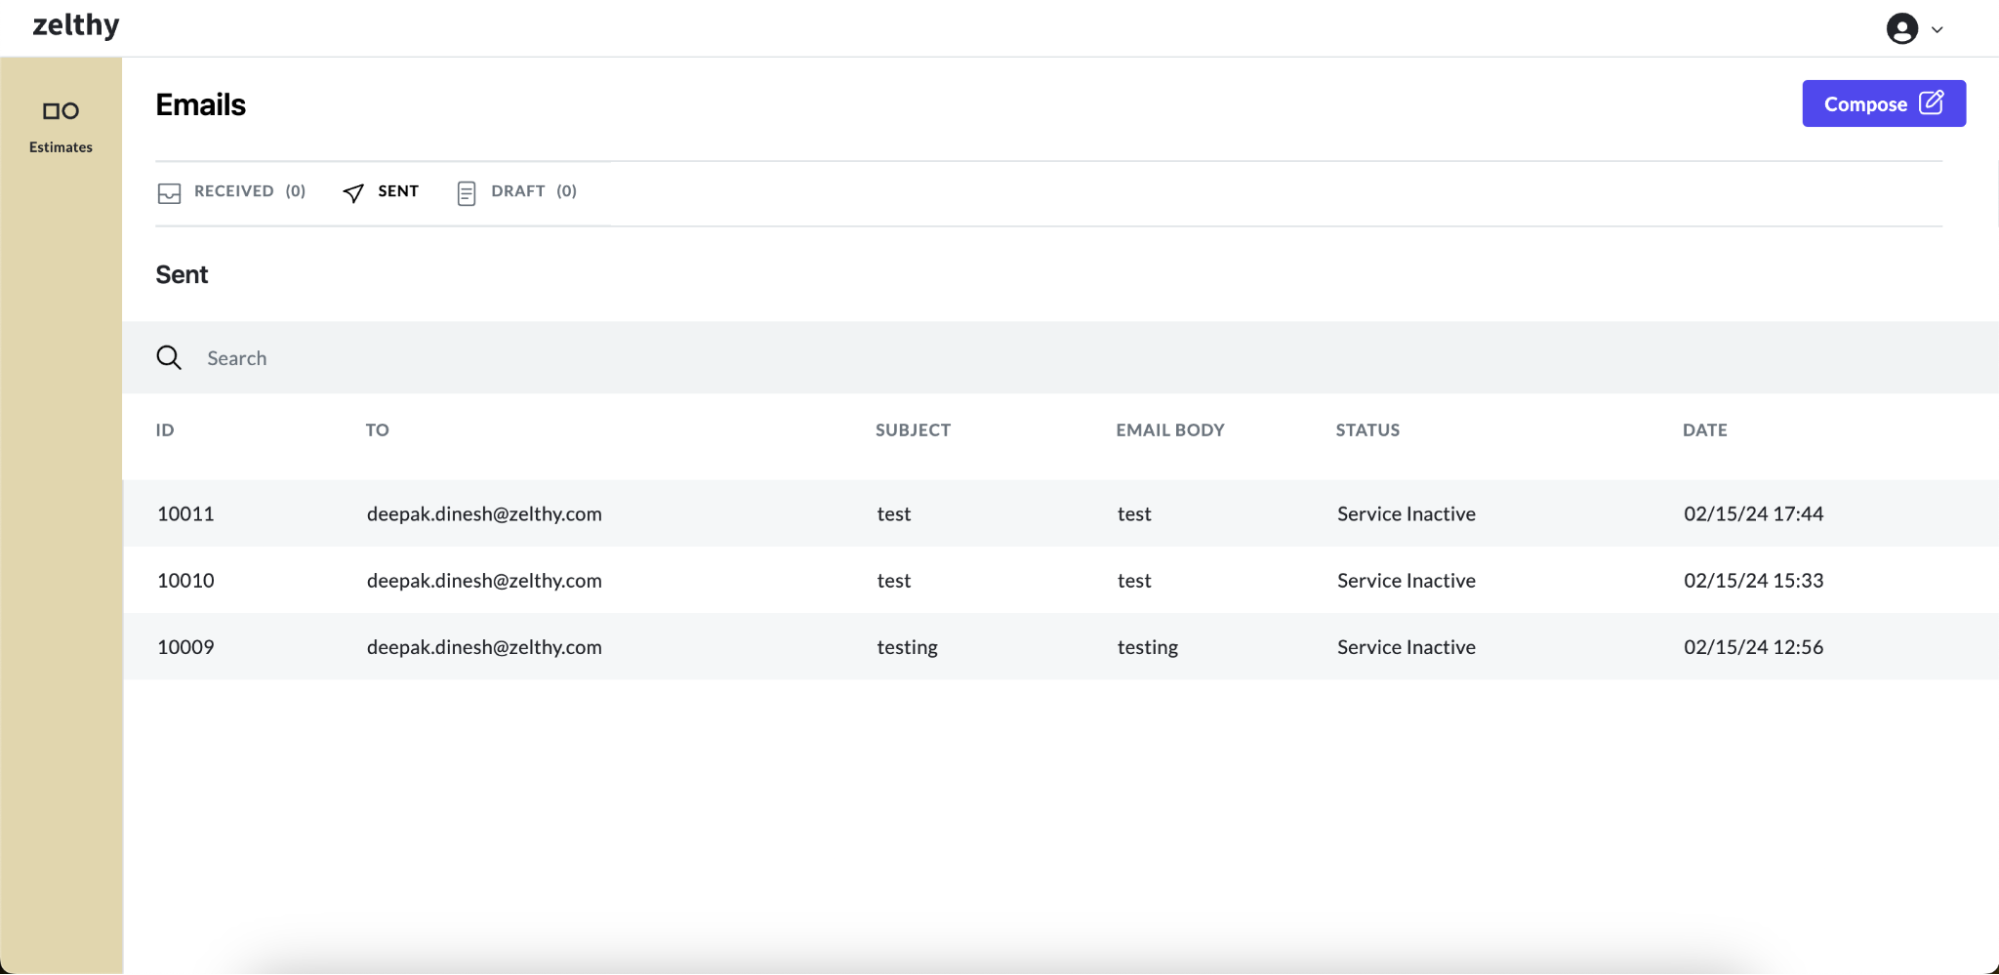 zelthy
Estimates
Emails
Compose
RECEIVED (0) SENT DRAFT (0)
Sent
Search
ID TO SUBJECT EMAIL BODY STATUS DATE
10011 deepak.dinesh@zelthy.com test test Service Inactive 02/15/24 17:44
10010 deepak.dinesh@zelthy.com test test Service Inactive 02/15/24 15:33
10009 deepak.dinesh@zelthy.com testing testing Service Inactive 02/15/24 12:56